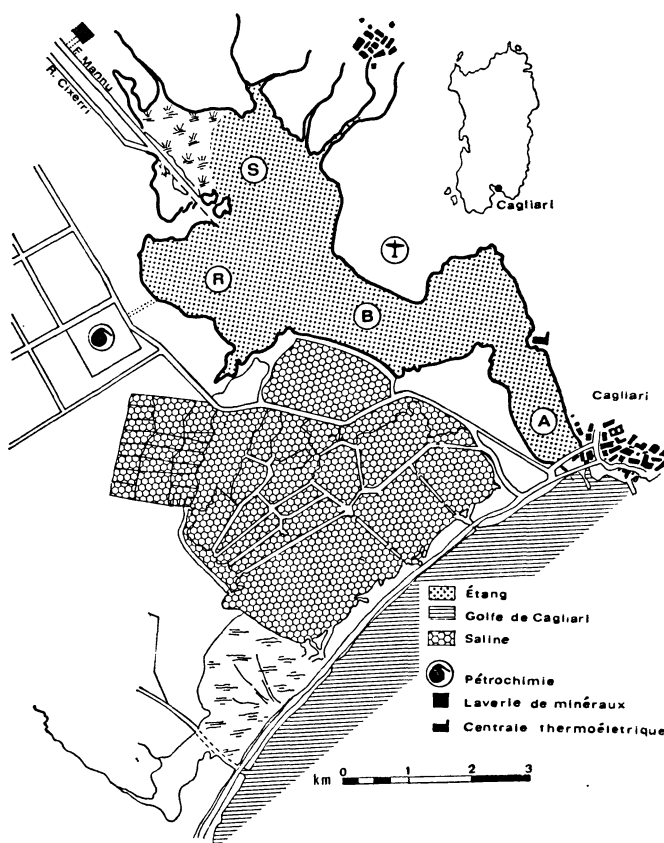 F. Mannu
R. Cixerri
S
Cagliari
R
B
A
Cagliari
Étang
Golfe de Cagliari
Saline
Pétrochimie
Laverie de minéraux
Centrale thermoélétrique
km 0 1 2 3